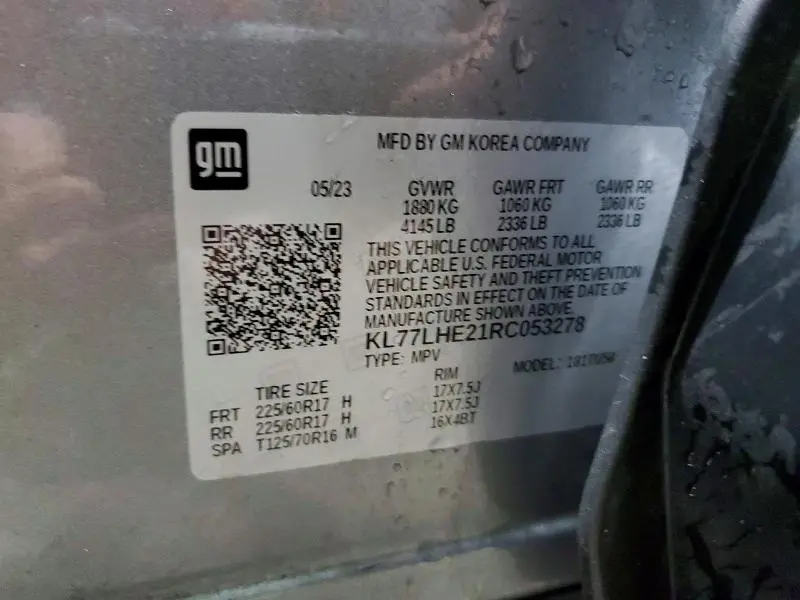 gm
MFD BY GM KOREA COMPANY
05/23 GVWR GAWR FRT GAWR RR
1880 KG 1060 KG 1060 KG
4145 LB 2336 LB 2336 LB
THIS VEHICLE CONFORMS TO ALL
APPLICABLE U.S. FEDERAL MOTOR
VEHICLE SAFETY AND THEFT PREVENTION
STANDARDS IN EFFECT ON THE DATE OF
MANUFACTURE SHOWN ABOVE.
KL77LHE21RC053278
TYPE: MPV MODEL:
TIRE SIZE RIM
FRT 225/60R17 H 17X7.5J
RR 225/60R17 H 17X7.5J
SPA T125/70R16 M 16X4BT